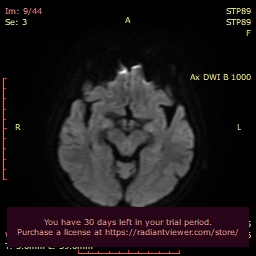 Im: 9/44
Se: 3
A
STP89
STP89
F
Ax DWI B 1000
R
L
You have 30 days left in your trial period.
Purchase a license at https://radiantviewer.com/store/